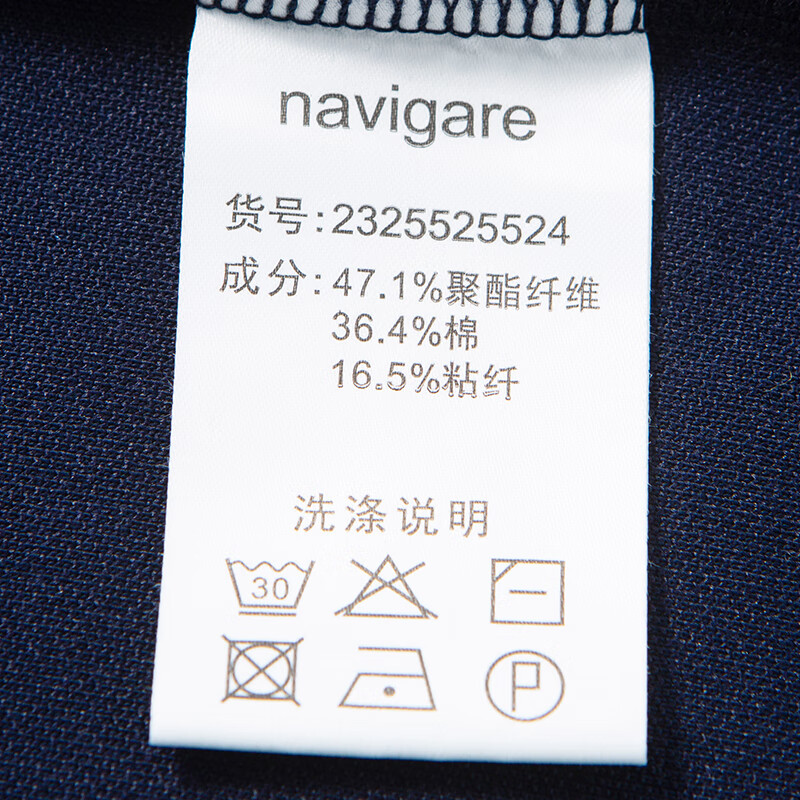 navigare
货号:2325525524
成分:47.1%聚酯纤维
36.4%棉
16.5%粘纤
洗涤说明
30
P